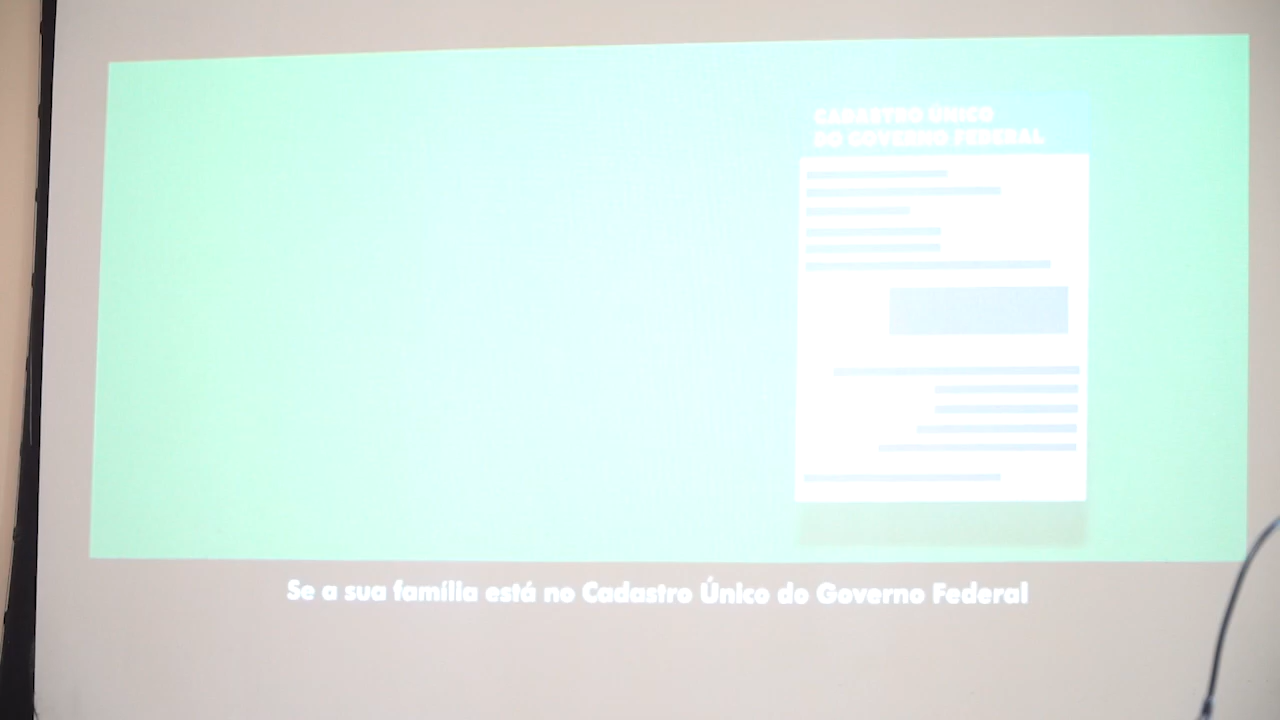 CADASTRO ÚNICO
DO GOVERNO FEDERAL
Se a sua família está no Cadastro Único do Governo Federal